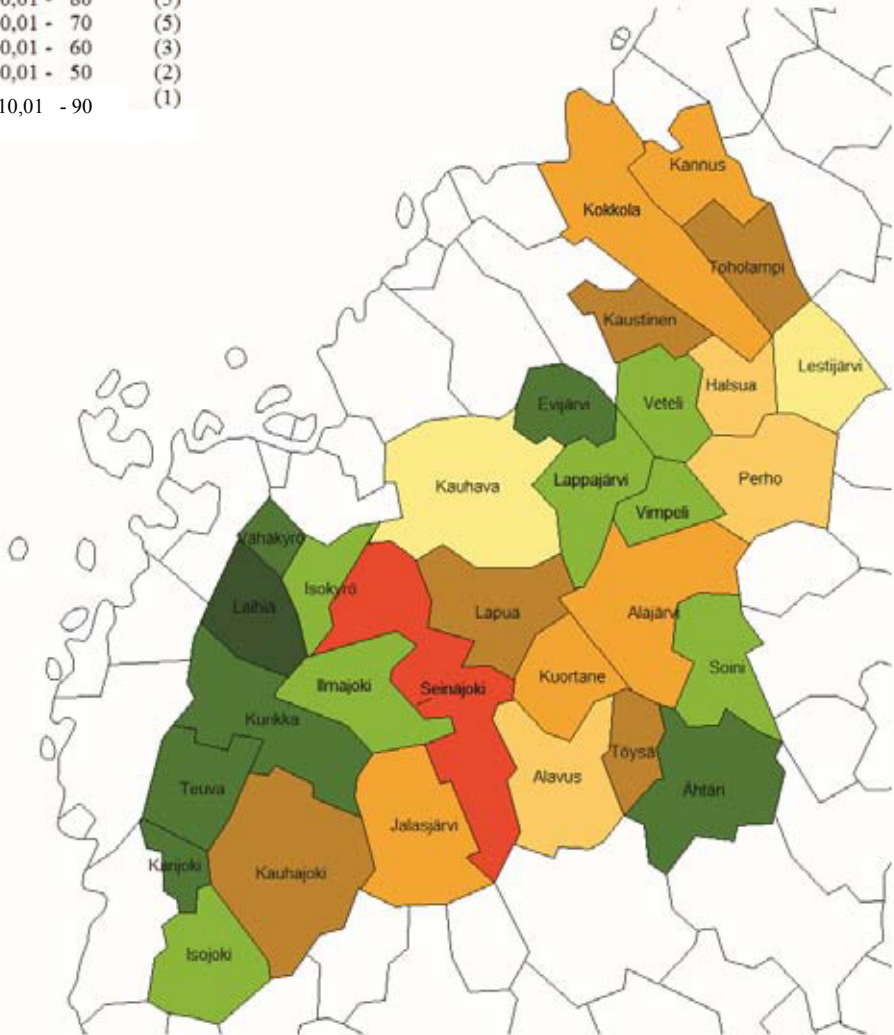 0,01 - 70 (5)
0,01 - 60 (3)
0,01 - 50 (2)
10,01 - 90 (1)
Kannus
Kokkola
Toholampi
Kaustinen
Lestijärvi
Halsua
Evijärvi
Veteli
Kauhava
Lappajärvi
Perho
Vimpeli
Vähäkyrö
Isokyrö
Laihia
Lapua
Alajärvi
Soini
Ilmajoki
Seinäjoki
Kuortane
Kurikka
Töysä
Alavus
Teuva
Ähtäri
Jalasjärvi
Karijoki
Kauhajoki
Isojoki